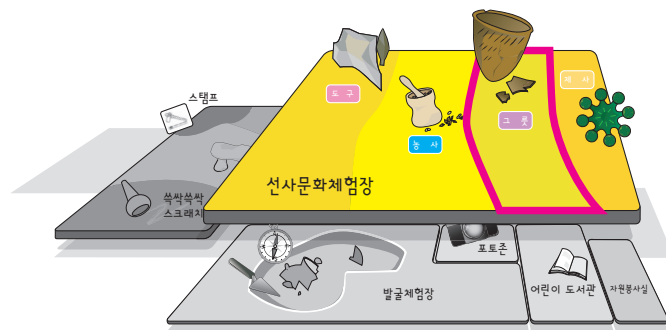 스탬프
도 구
제 사
그 릇
농 사
선사문화체험장
쓱싹쓱싹
스크래치
포토존
발굴체험장
어린이 도서관
자원봉사실